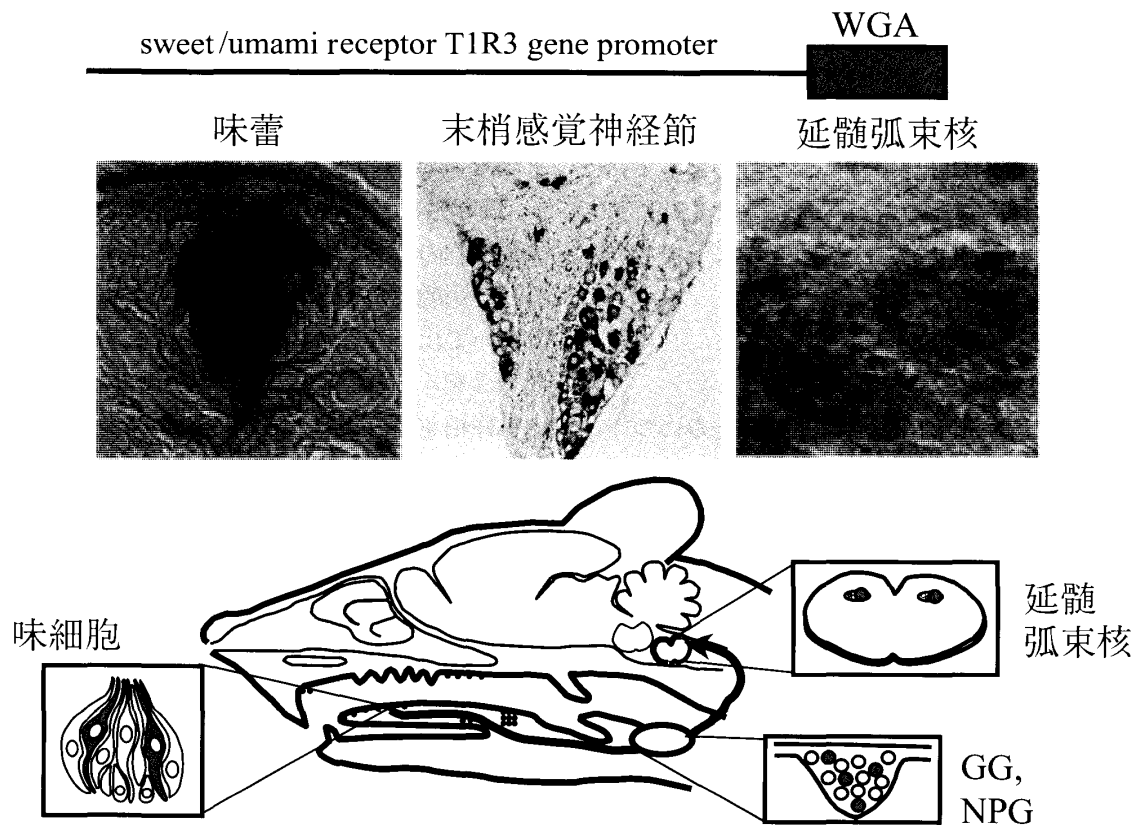 WGA
sweet/umami receptor T1R3 gene promoter
味蕾
末梢感覚神経節
延髄弧束核
味細胞
延髄
弧束核
GG,
NPG